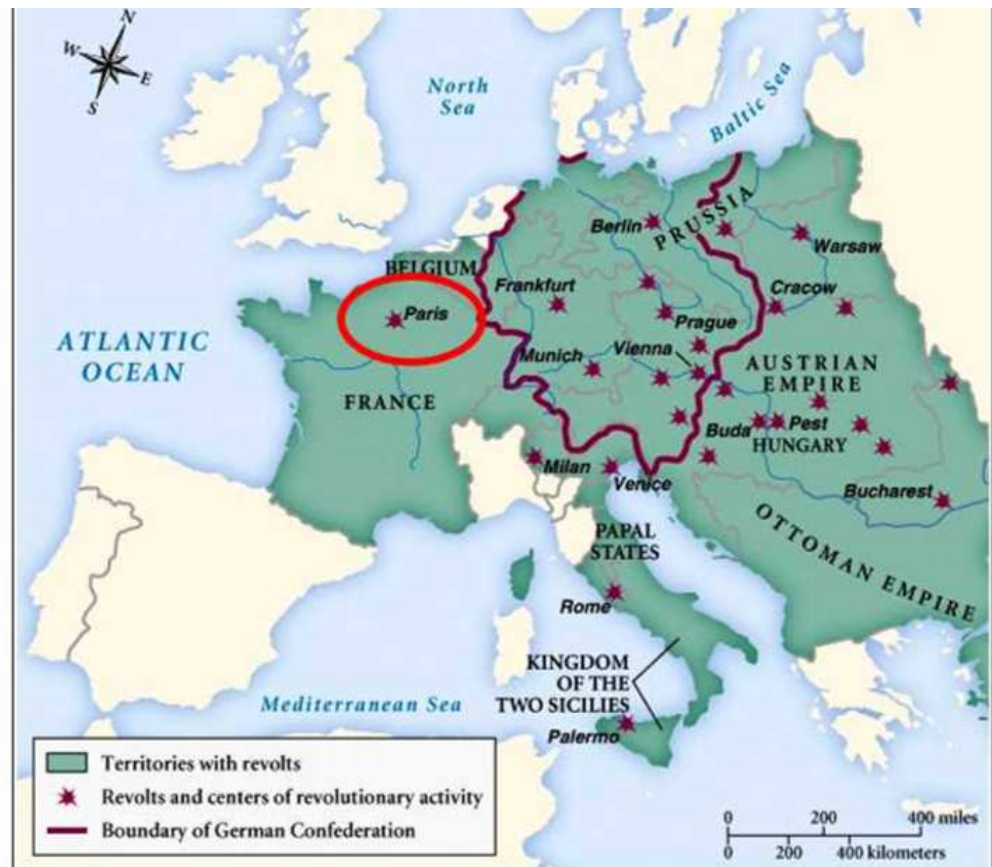 N
W
E
S
North
Sea
Baltic Sea
Berlin
PRUSSIA
Warsaw
BELGIUM
Frankfurt
Cracow
Paris
Prague
ATLANTIC
OCEAN
Munich
Vienna
AUSTRIAN
EMPIRE
FRANCE
Buda
Pest
HUNGARY
Milan
Venice
Bucharest
OTTOMAN EMPIRE
PAPAL
STATES
Rome
KINGDOM
OF THE
TWO SICILIES
Mediterranean Sea
Palermo
Territories with revolts
Revolts and centers of revolutionary activity
Boundary of German Confederation
0 200 400 miles
0 200 400 kilometers